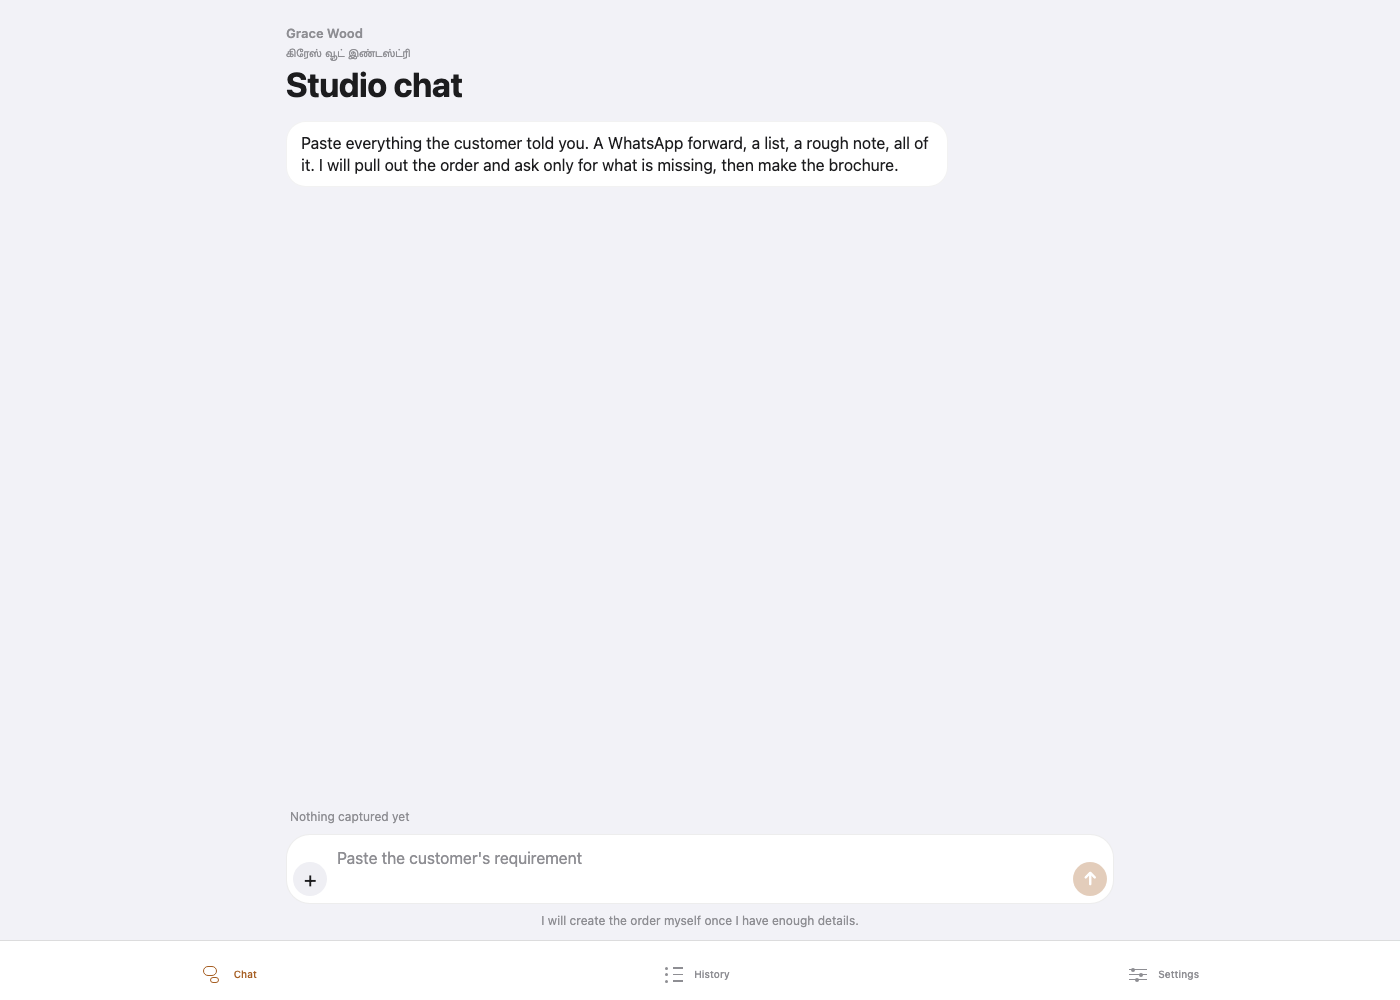 Grace Wood
கிரேஸ் வூட் இண்டஸ்ட்ரி
Studio chat
Paste everything the customer told you. A WhatsApp forward, a list, a rough note, all of
it. I will pull out the order and ask only for what is missing, then make the brochure.
Nothing captured yet
Paste the customer's requirement
I will create the order myself once I have enough details.
Chat
History
Settings